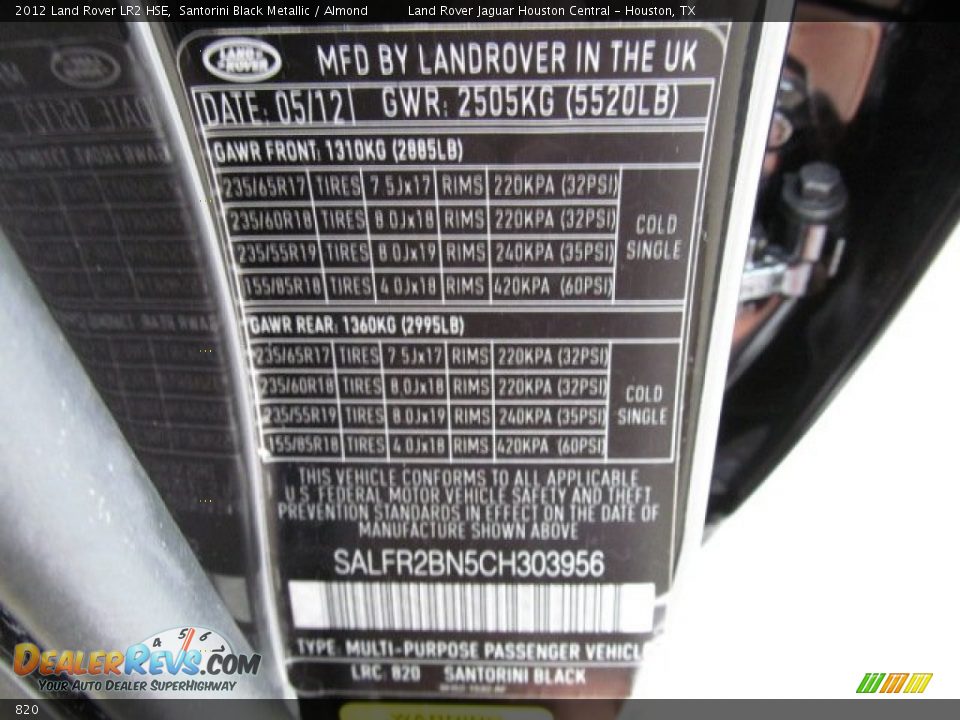 2012 Land Rover LR2 HSE, Santorini Black Metallic / Almond Land Rover Jaguar Houston Central - Houston, TX
LAND ROVER
MFD BY LANDROVER IN THE UK
DATE: 05/12 GWR: 2505KG (5520LB)
GAWR FRONT: 1310KG (2885LB)
235/65R17 TIRES 7.5Jx17 RIMS 220KPA (32PSI)
235/60R18 TIRES 8.0Jx18 RIMS 220KPA (32PSI)
235/55R19 TIRES 8.0Jx19 RIMS 240KPA (35PSI)
155/85R18 TIRES 4.0Jx18 RIMS 420KPA (60PSI)
COLD
SINGLE
GAWR REAR: 1360KG (2995LB)
235/65R17 TIRES 7.5Jx17 RIMS 220KPA (32PSI)
235/60R18 TIRES 8.0Jx18 RIMS 220KPA (32PSI)
235/55R19 TIRES 8.0Jx19 RIMS 240KPA (35PSI)
155/85R18 TIRES 4.0Jx18 RIMS 420KPA (60PSI)
COLD
SINGLE
THIS VEHICLE CONFORMS TO ALL APPLICABLE
U.S. FEDERAL MOTOR VEHICLE SAFETY AND THEFT
PREVENTION STANDARDS IN EFFECT ON THE DATE OF
MANUFACTURE SHOWN ABOVE
SALFR2BN5CH303956
TYPE: MULTI-PURPOSE PASSENGER VEHICL
LRC: 820 SANTORINI BLACK
4 5 6
DEALERREVS.COM
YOUR AUTO DEALER SUPERHIGHWAY
820